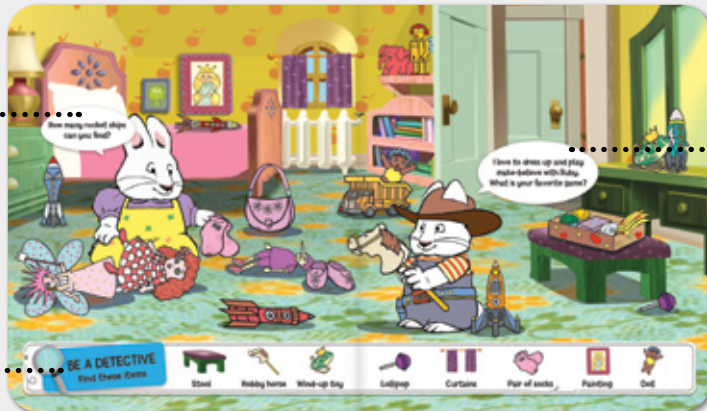 How many rocket ships
can you find?
I love to dress up and play
make-believe with Ruby.
What is your favorite game?
BE A DETECTIVE
Find these items
Stool
Hobby horse
Wind-up toy
Lollipop
Curtains
Pair of socks
Painting
Doll